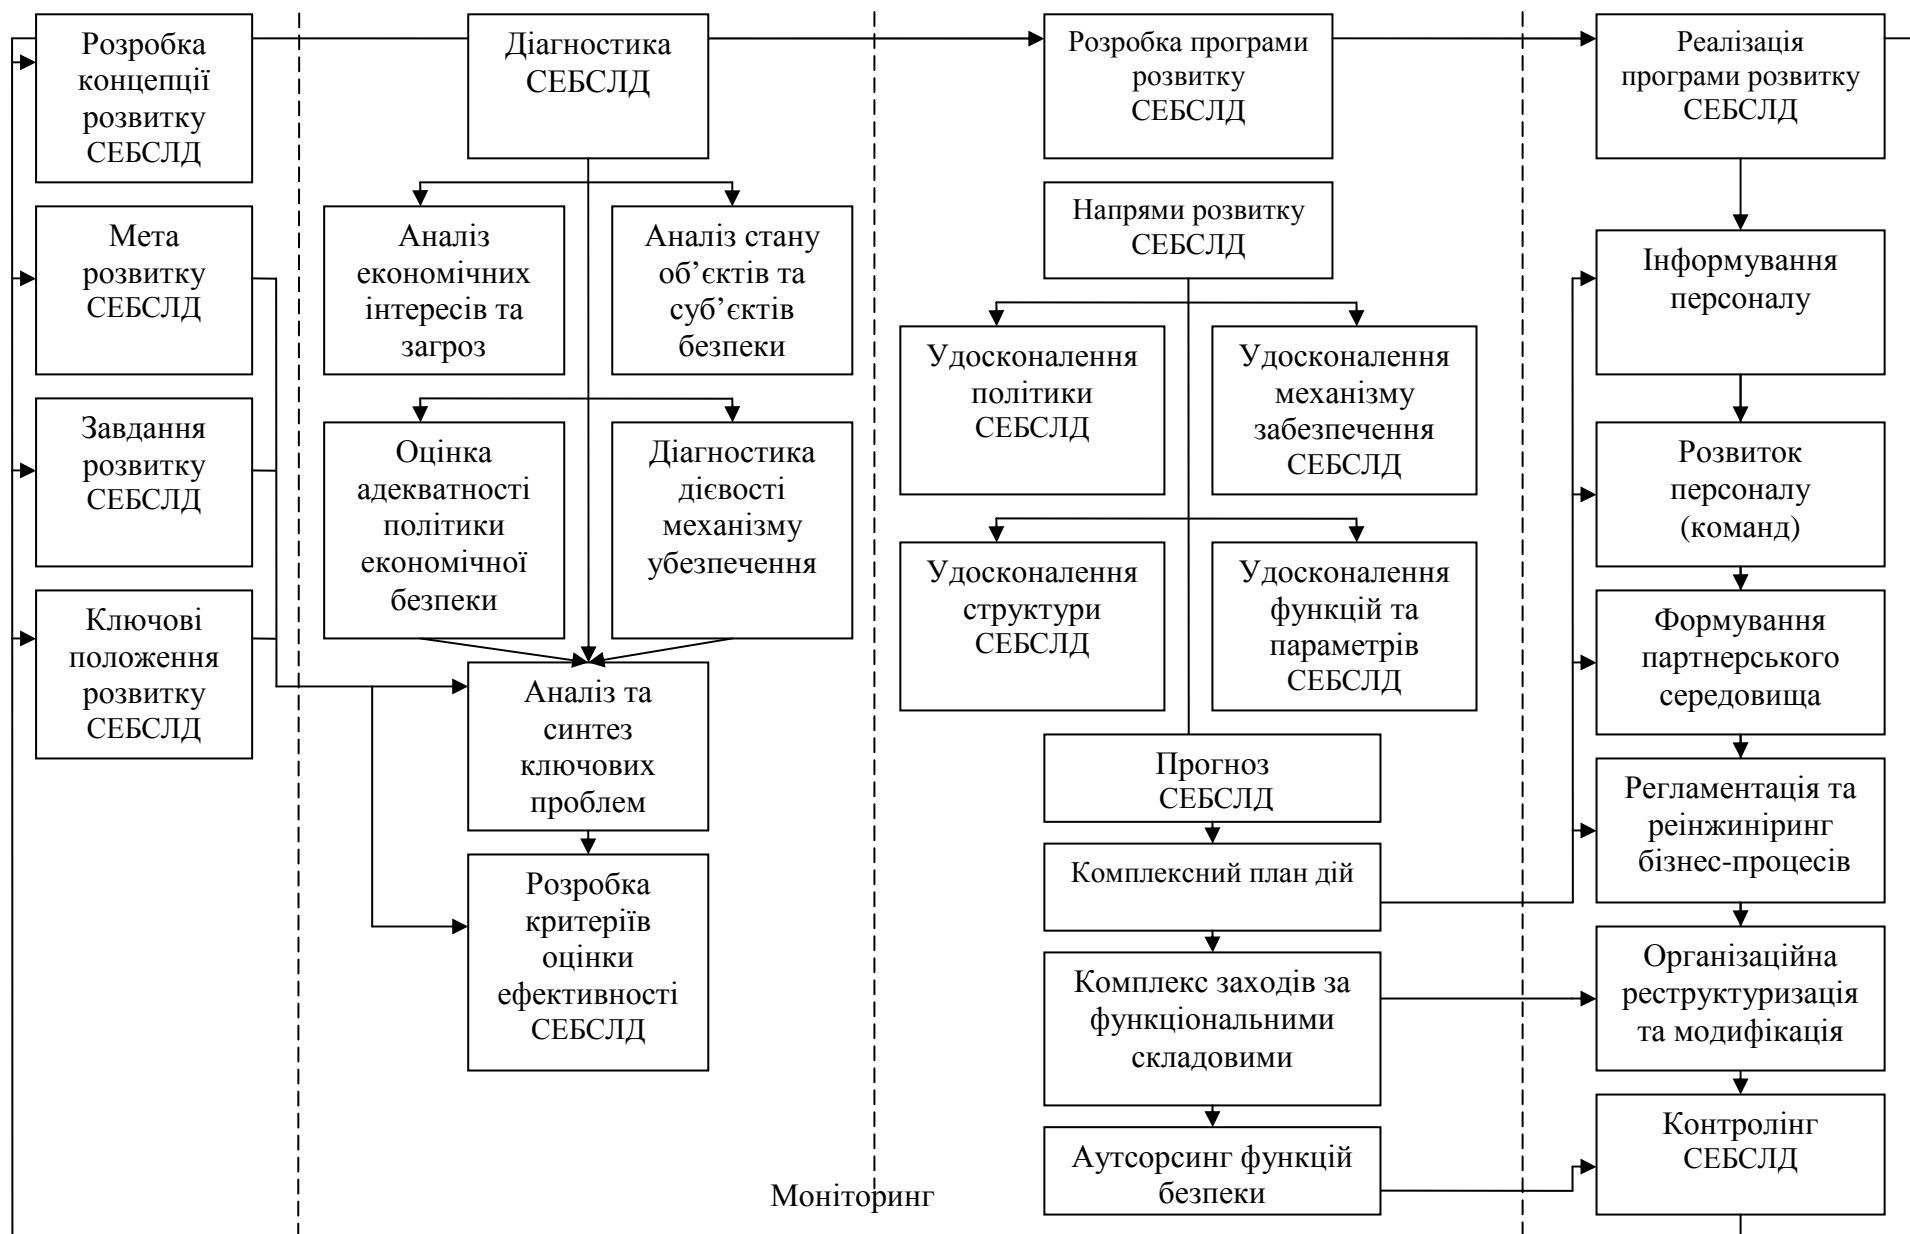 Розробка
концепції
розвитку
СЕБСЛД
Мета
розвитку
СЕБСЛД
Завдання
розвитку
СЕБСЛД
Ключові
положення
розвитку
СЕБСЛД
Діагностика
СЕБСЛД
Аналіз
економічних
інтересів та
загроз
Аналіз стану
об’єктів та
суб’єктів
безпеки
Оцінка
адекватності
політики
економічної
безпеки
Діагностика
дієвості
механізму
убезпечення
Аналіз та
синтез
ключових
проблем
Розробка
критеріїв
оцінки
ефективності
СЕБСЛД
Розробка програми
розвитку
СЕБСЛД
Напрями розвитку
СЕБСЛД
Удосконалення
політики
СЕБСЛД
Удосконалення
механізму
забезпечення
СЕБСЛД
Удосконалення
структури
СЕБСЛД
Удосконалення
функцій та
параметрів
СЕБСЛД
Прогноз
СЕБСЛД
Комплексний план дій
Комплекс заходів за
функціональними
складовими
Аутсорсинг функцій
безпеки
Реалізація
програми розвитку
СЕБСЛД
Інформування
персоналу
Розвиток
персоналу
(команд)
Формування
партнерського
середовища
Регламентація та
реінжиніринг
бізнес-процесів
Організаційна
реструктуризація
та модифікація
Контролінг
СЕБСЛД
Моніторинг